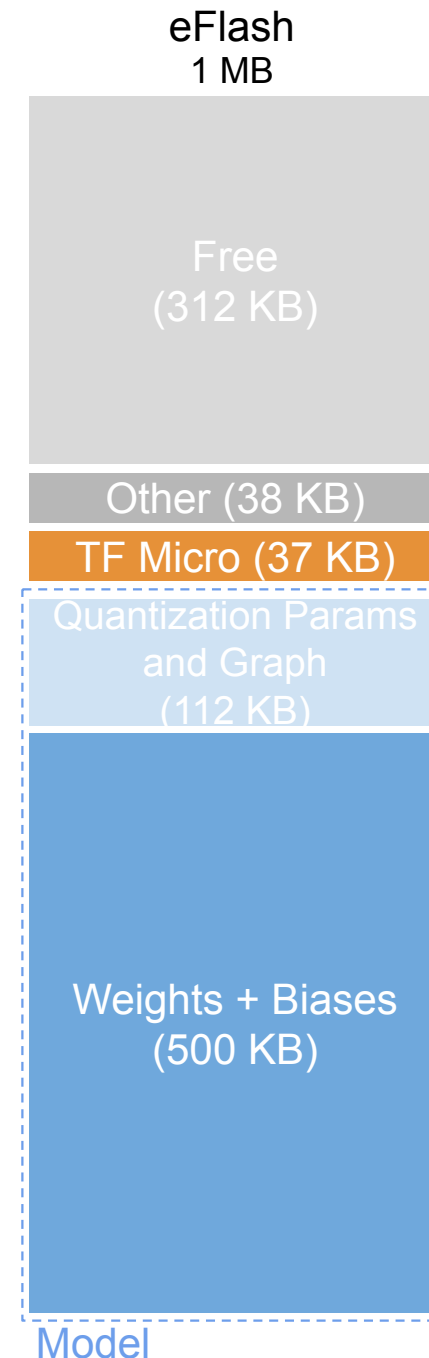 eFlash
1 MB
Free
(312 KB)
Other (38 KB)
TF Micro (37 KB)
Quantization Params
and Graph
(112 KB)
Weights + Biases
(500 KB)
Model